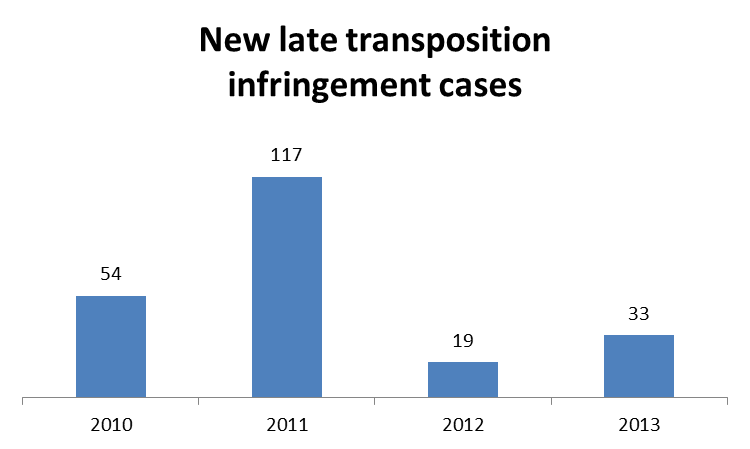 New late transposition
infringement cases
117
54
33
19
2010 2011 2012 2013